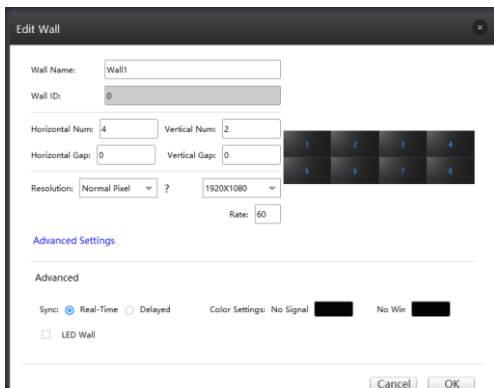 Edit Wall
Wall Name: Wall1
Wall ID: 0
Horizontal Num: 4 Vertical Num: 2
Horizontal Gap: 0 Vertical Gap: 0
1 2 3 4
5 6 7 8
Resolution: Normal Pixel ? 1920X1080
Rate: 60
Advanced Settings
Advanced
Sync: Real-Time Delayed Color Settings: No Signal No Win
LED Wall
Cancel OK